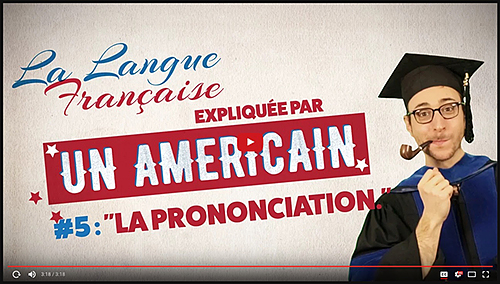 La Langue
Française
EXPLIQUÉE PAR
UN AMERICAIN
#5 : "LA PRONONCIATION."
3:18 / 3:18